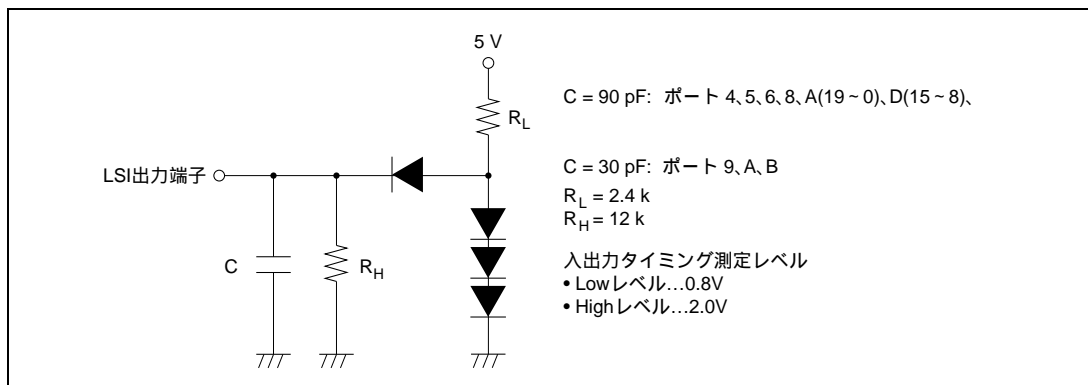 5 V
R_L
LSI出力端子
C
R_H
C = 90 pF: ポート 4、5、6、8、A(19~0)、D(15~8)、
C = 30 pF: ポート 9、A、B
R_L = 2.4 k
R_H = 12 k
入出力タイミング測定レベル
• Lowレベル…0.8V
• Highレベル…2.0V